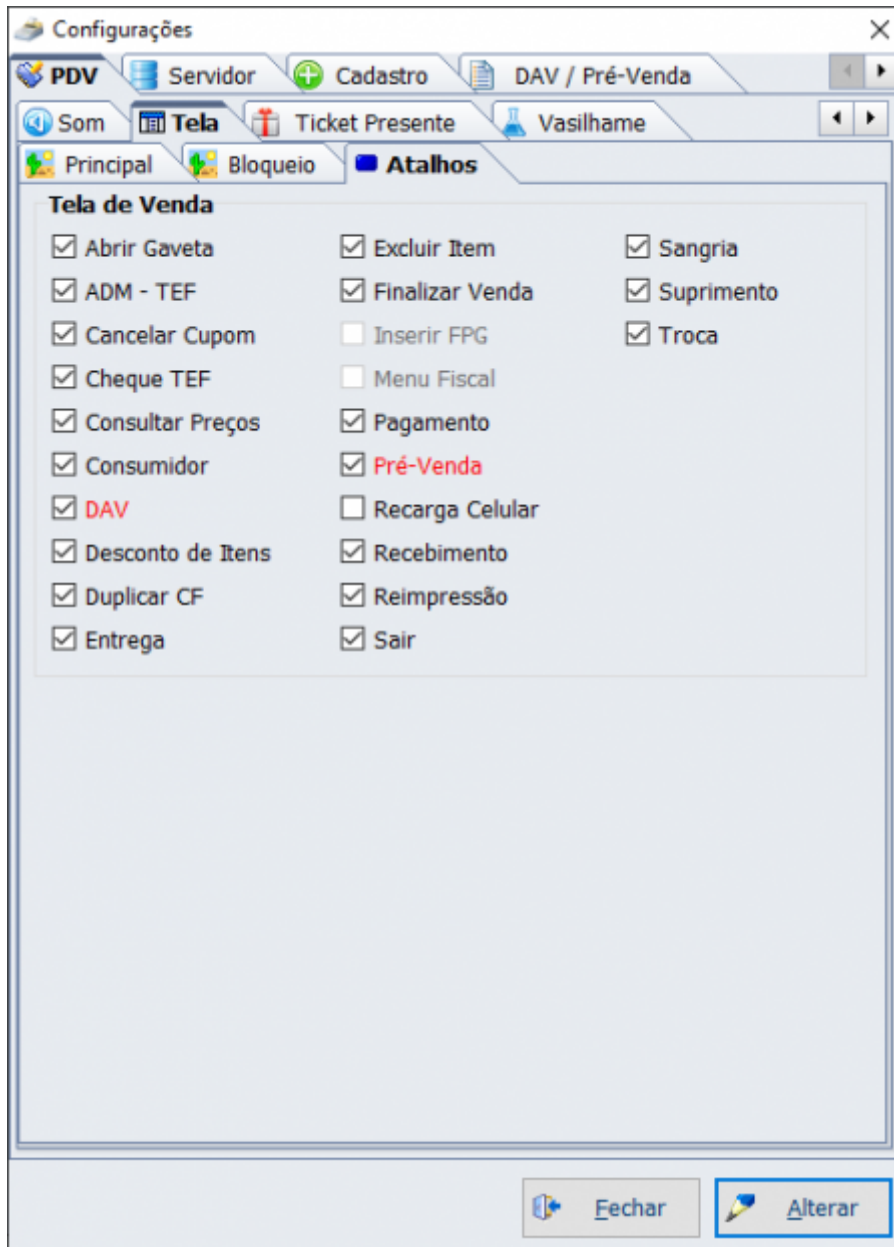 Configurações
PDV Servidor Cadastro DAV / Pré-Venda
Som Tela Ticket Presente Vasilhame
Principal Bloqueio Atalhos
Tela de Venda
Abrir Gaveta Excluir Item Sangria
ADM - TEF Finalizar Venda Suprimento
Cancelar Cupom Inserir FPG Troca
Cheque TEF Menu Fiscal
Consultar Preços Pagamento
Consumidor Pré-Venda
DAV Recarga Celular
Desconto de Itens Recebimento
Duplicar CF Reimpressão
Entrega Sair
Fechar Alterar